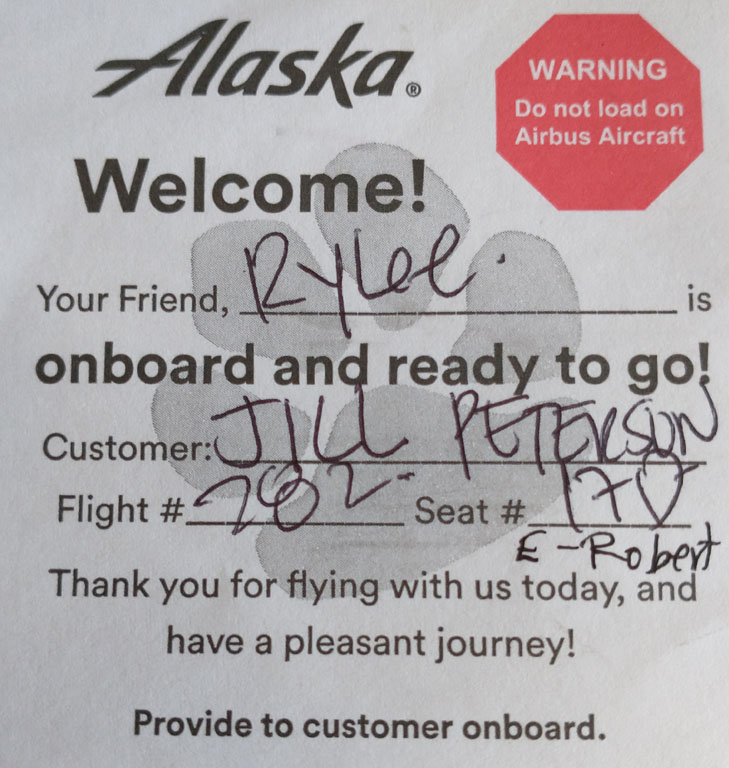 Alaska®
WARNING
Do not load on
Airbus Aircraft
Welcome!
Your Friend, Rylee. is
onboard and ready to go!
Customer: JILL PETERSON
Flight # 282- Seat #
E - Robert
Thank you for flying with us today, and
have a pleasant journey!
Provide to customer onboard.